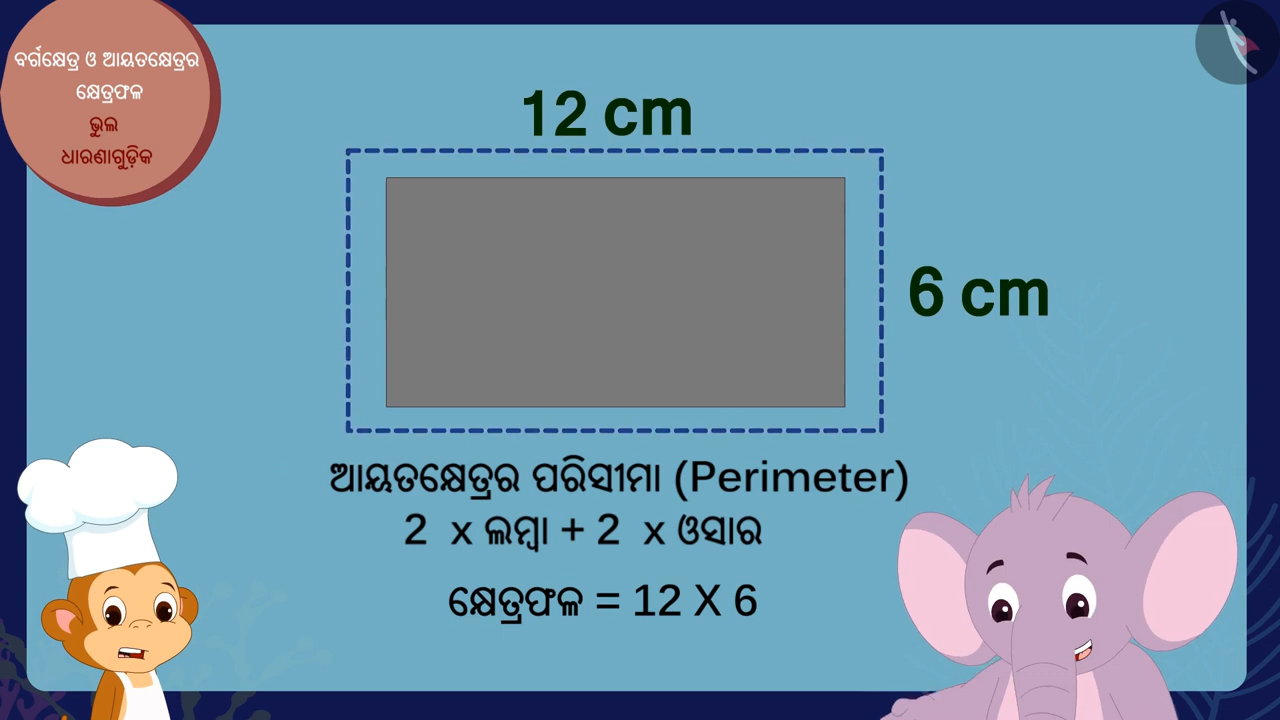 ବର୍ଗକ୍ଷେତ୍ର ଓ ଆୟତକ୍ଷେତ୍ରର
କ୍ଷେତ୍ରଫଳ
ଭୁଲ
ଧାରଣାଗୁଡ଼ିକ
12 cm
6 cm
ଆୟତକ୍ଷେତ୍ରର ପରିସୀମା (Perimeter)
2 x ଲମ୍ବା + 2 x ଓସାର
କ୍ଷେତ୍ରଫଳ = 12 X 6